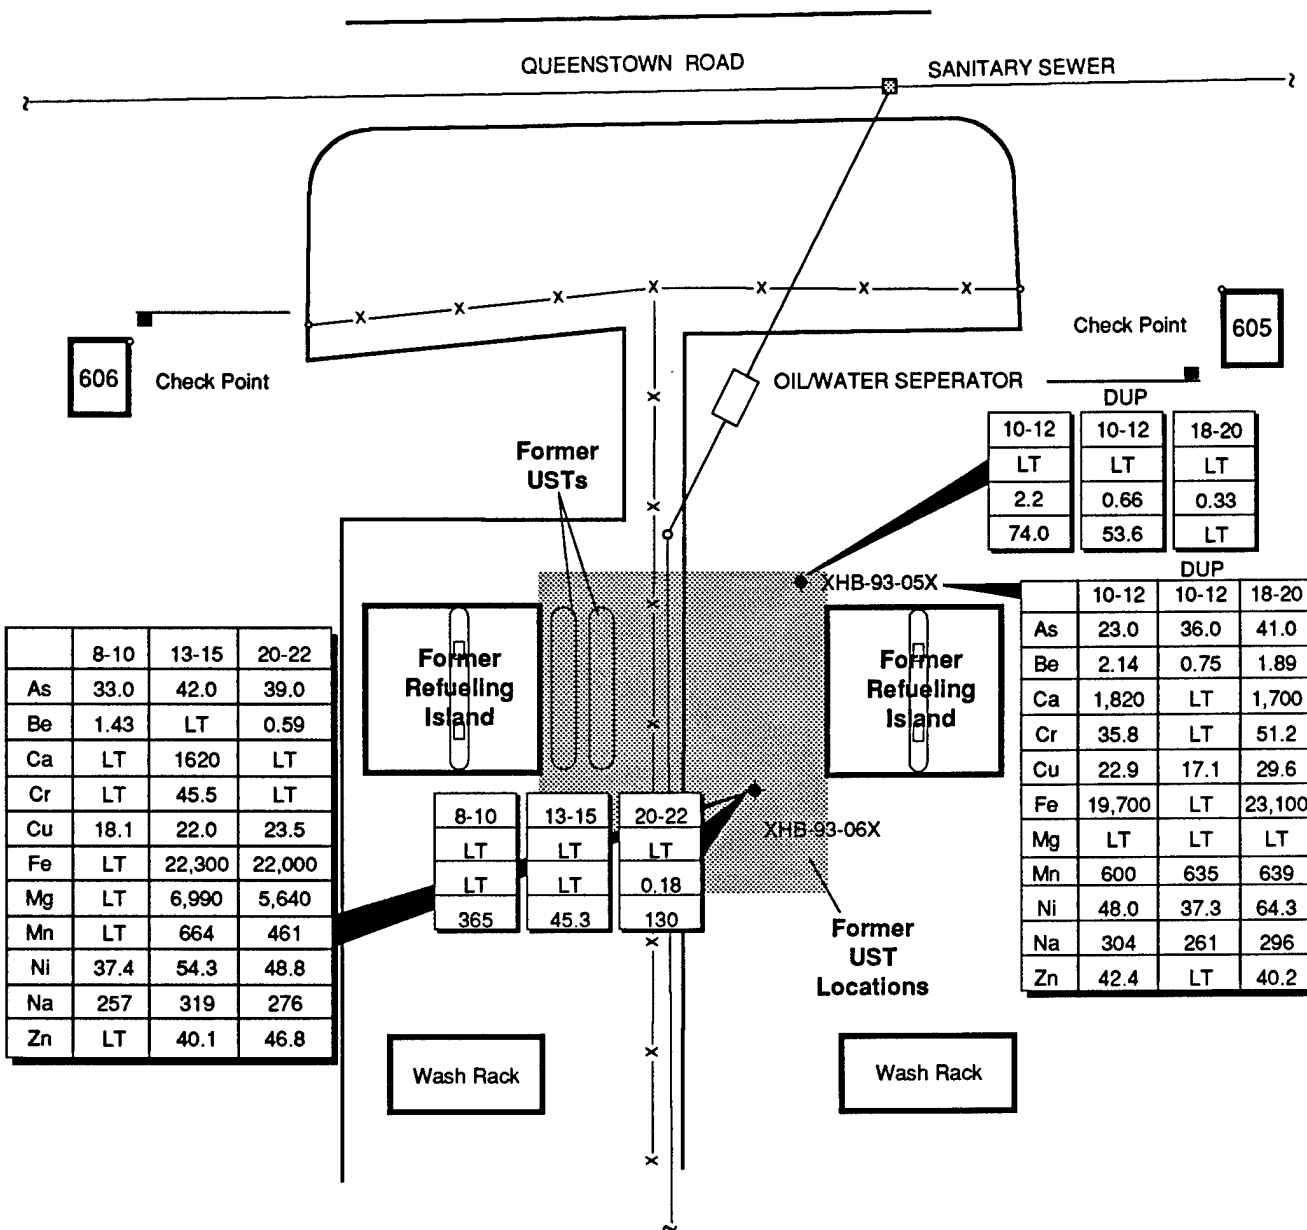 QUEENSTOWN ROAD
SANITARY SEWER
Check Point
605
606
Check Point
OIL/WATER SEPERATOR
DUP
10-12 10-12 18-20
LT LT LT
2.2 0.66 0.33
74.0 53.6 LT
Former
USTs
XHB-93-05X
DUP
10-12 10-12 18-20
As 23.0 36.0 41.0
Be 2.14 0.75 1.89
Ca 1,820 LT 1,700
Cr 35.8 LT 51.2
Cu 22.9 17.1 29.6
Fe 19,700 LT 23,100
Mg LT LT LT
Mn 600 635 639
Ni 48.0 37.3 64.3
Na 304 261 296
Zn 42.4 LT 40.2
Former
Refueling
Island
Former
Refueling
Island
8-10 13-15 20-22
As 33.0 42.0 39.0
Be 1.43 LT 0.59
Ca LT 1620 LT
Cr LT 45.5 LT
Cu 18.1 22.0 23.5
Fe LT 22,300 22,000
Mg LT 6,990 5,640
Mn LT 664 461
Ni 37.4 54.3 48.8
Na 257 319 276
Zn LT 40.1 46.8
8-10 13-15 20-22
LT LT LT
LT LT 0.18
365 45.3 130
XHB-93-06X
Former
UST
Locations
Wash Rack
Wash Rack